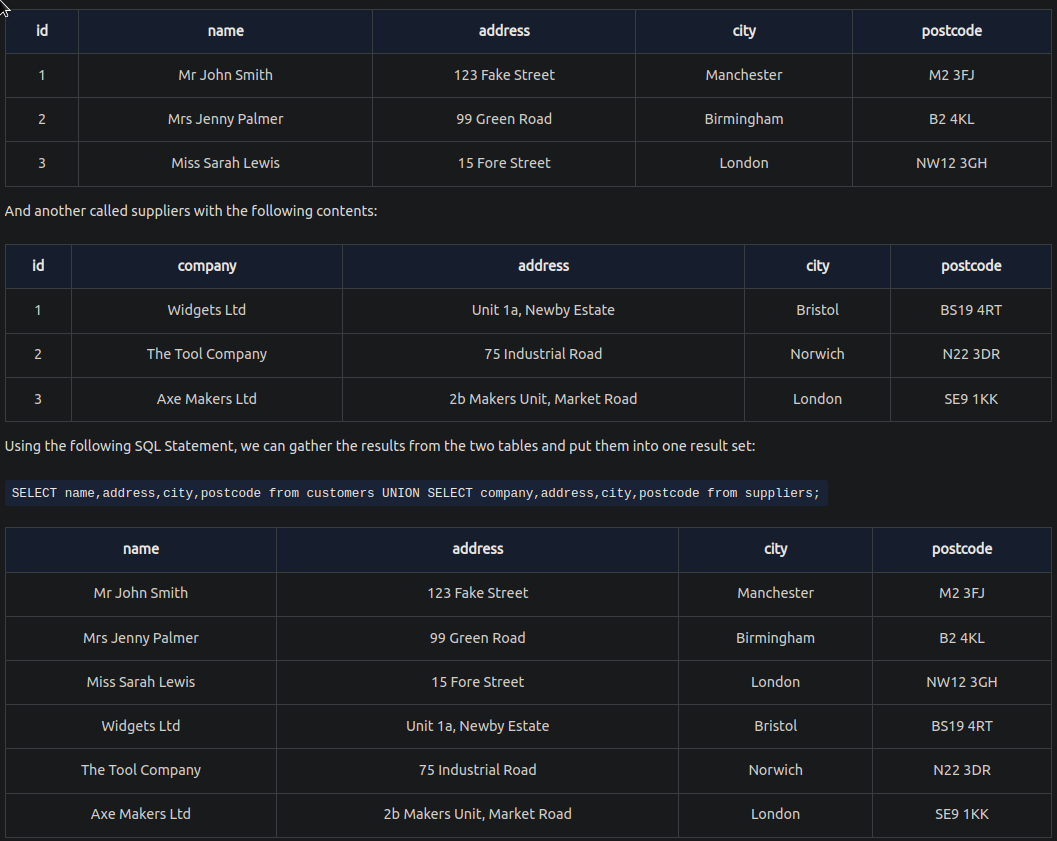 id name address city postcode
1 Mr John Smith 123 Fake Street Manchester M2 3FJ
2 Mrs Jenny Palmer 99 Green Road Birmingham B2 4KL
3 Miss Sarah Lewis 15 Fore Street London NW12 3GH
And another called suppliers with the following contents:
id company address city postcode
1 Widgets Ltd Unit 1a, Newby Estate Bristol BS19 4RT
2 The Tool Company 75 Industrial Road Norwich N22 3DR
3 Axe Makers Ltd 2b Makers Unit, Market Road London SE9 1KK
Using the following SQL Statement, we can gather the results from the two tables and put them into one result set:
SELECT name,address,city,postcode from customers UNION SELECT company,address,city,postcode from suppliers;
name address city postcode
Mr John Smith 123 Fake Street Manchester M2 3FJ
Mrs Jenny Palmer 99 Green Road Birmingham B2 4KL
Miss Sarah Lewis 15 Fore Street London NW12 3GH
Widgets Ltd Unit 1a, Newby Estate Bristol BS19 4RT
The Tool Company 75 Industrial Road Norwich N22 3DR
Axe Makers Ltd 2b Makers Unit, Market Road London SE9 1KK